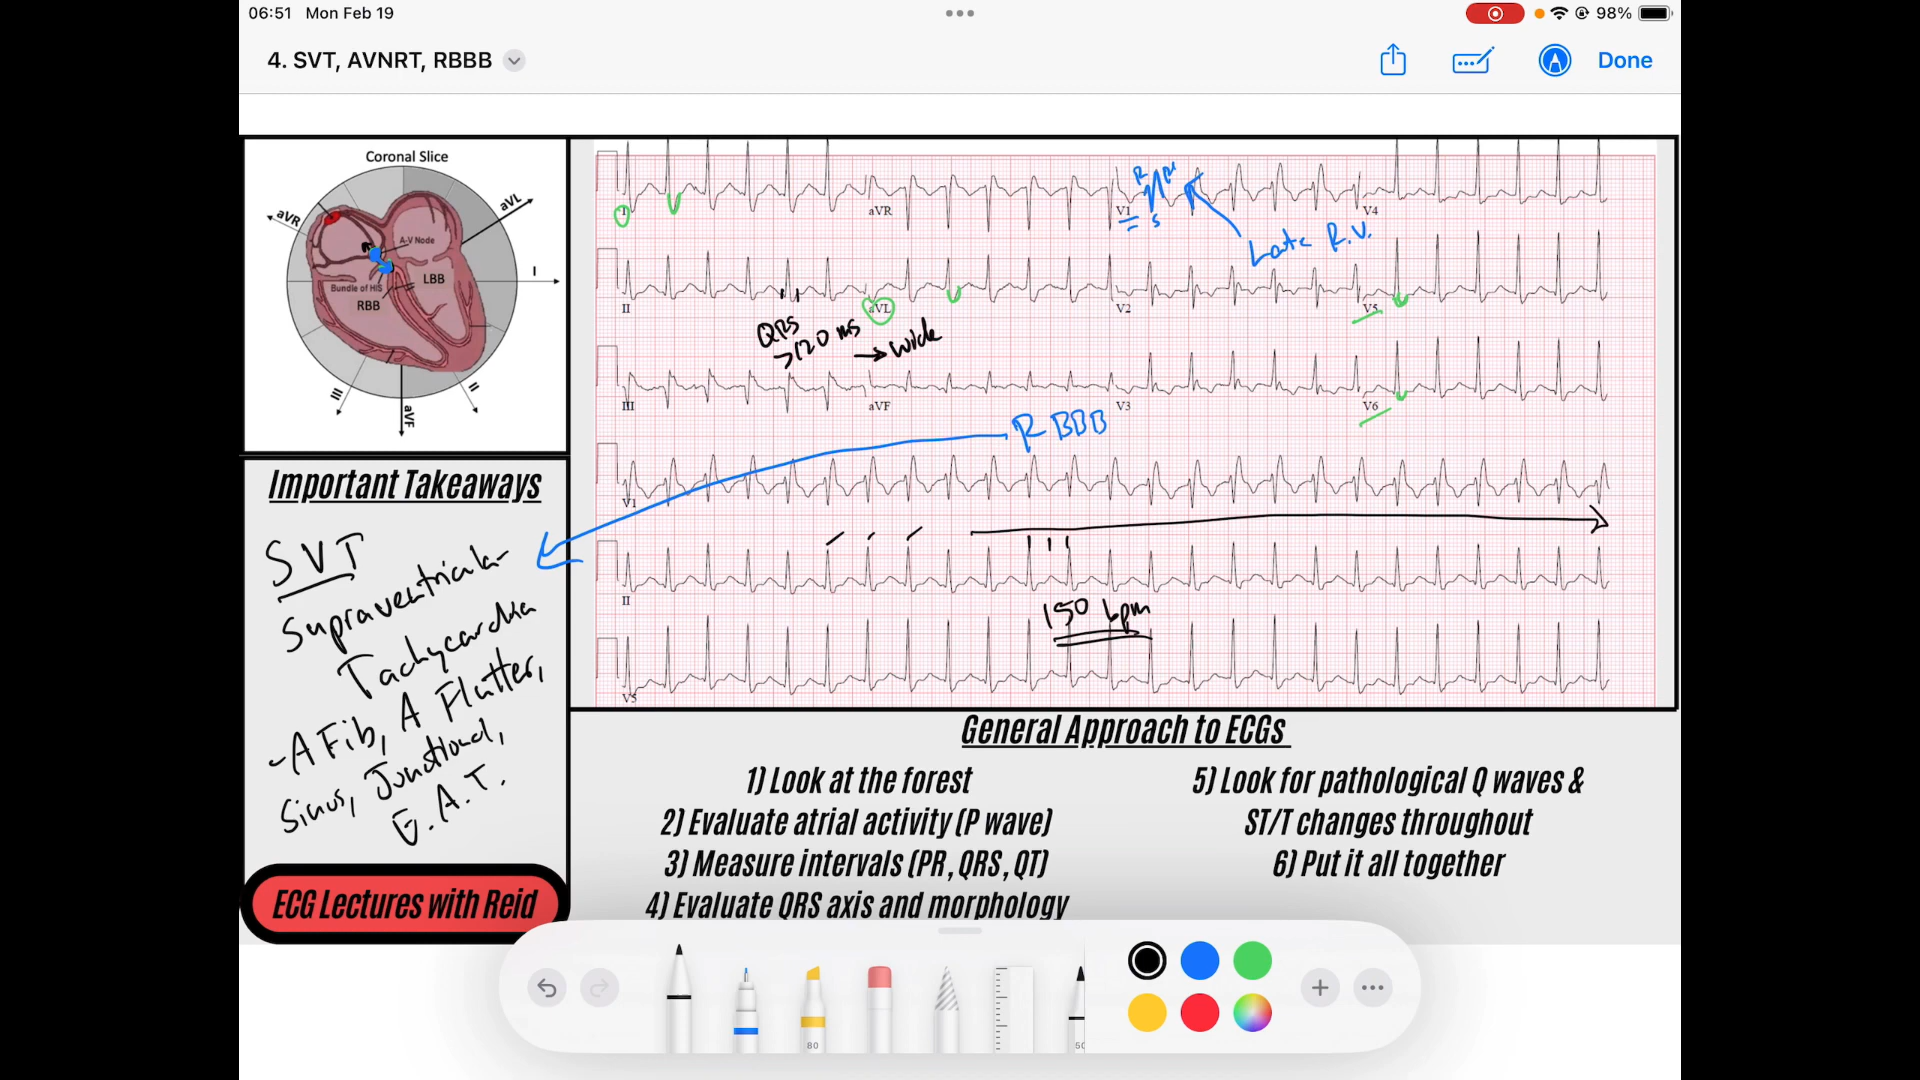 06:51 Mon Feb 19
98%
4. SVT, AVNRT, RBBB
Done
Coronal Slice
aVR
aVL
A-V Node
I
LBB
Bundle of HIS
RBB
III
aVF
II
I
aVR
V1
R
R'
S
V4
Late R.V.
II
aVL
V2
V5
QRS
>120 ms
→ wide
III
aVF
V3
V6
RBBB
V1
II
150 bpm
V5
Important Takeaways
SVT
Supraventricular
Tachycardia
- A Fib, A Flutter,
Sinus, Junctional,
E.A.T.
ECG Lectures with Reid
General Approach to ECGs
1) Look at the forest
2) Evaluate atrial activity (P wave)
3) Measure intervals (PR, QRS, QT)
4) Evaluate QRS axis and morphology
5) Look for pathological Q waves &
ST/T changes throughout
6) Put it all together
80
50